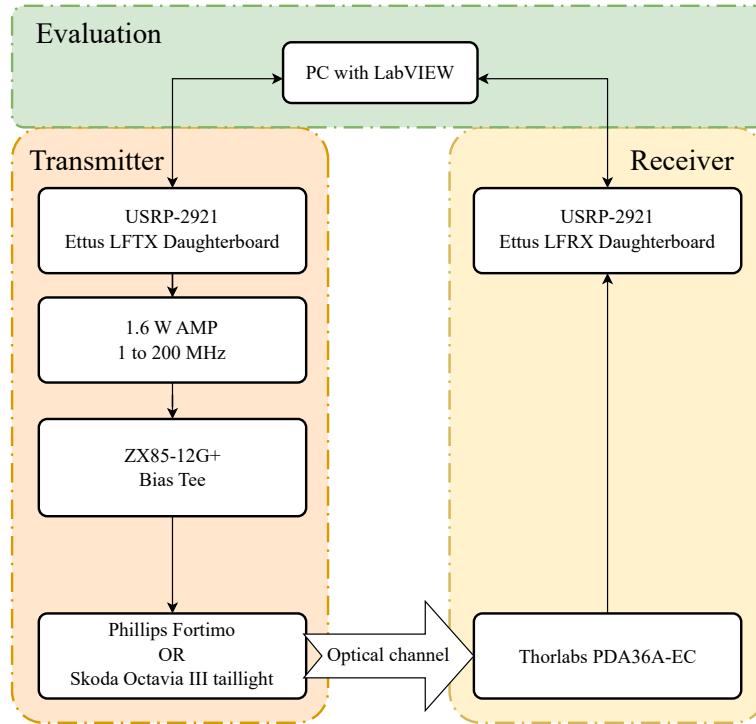 Evaluation
PC with LabVIEW
Transmitter
USRP-2921
Ettus LFTX Daughterboard
1.6 W AMP
1 to 200 MHz
ZX85-12G+
Bias Tee
Phillips Fortimo
OR
Skoda Octavia III taillight
Optical channel
Receiver
USRP-2921
Ettus LFRX Daughterboard
Thorlabs PDA36A-EC